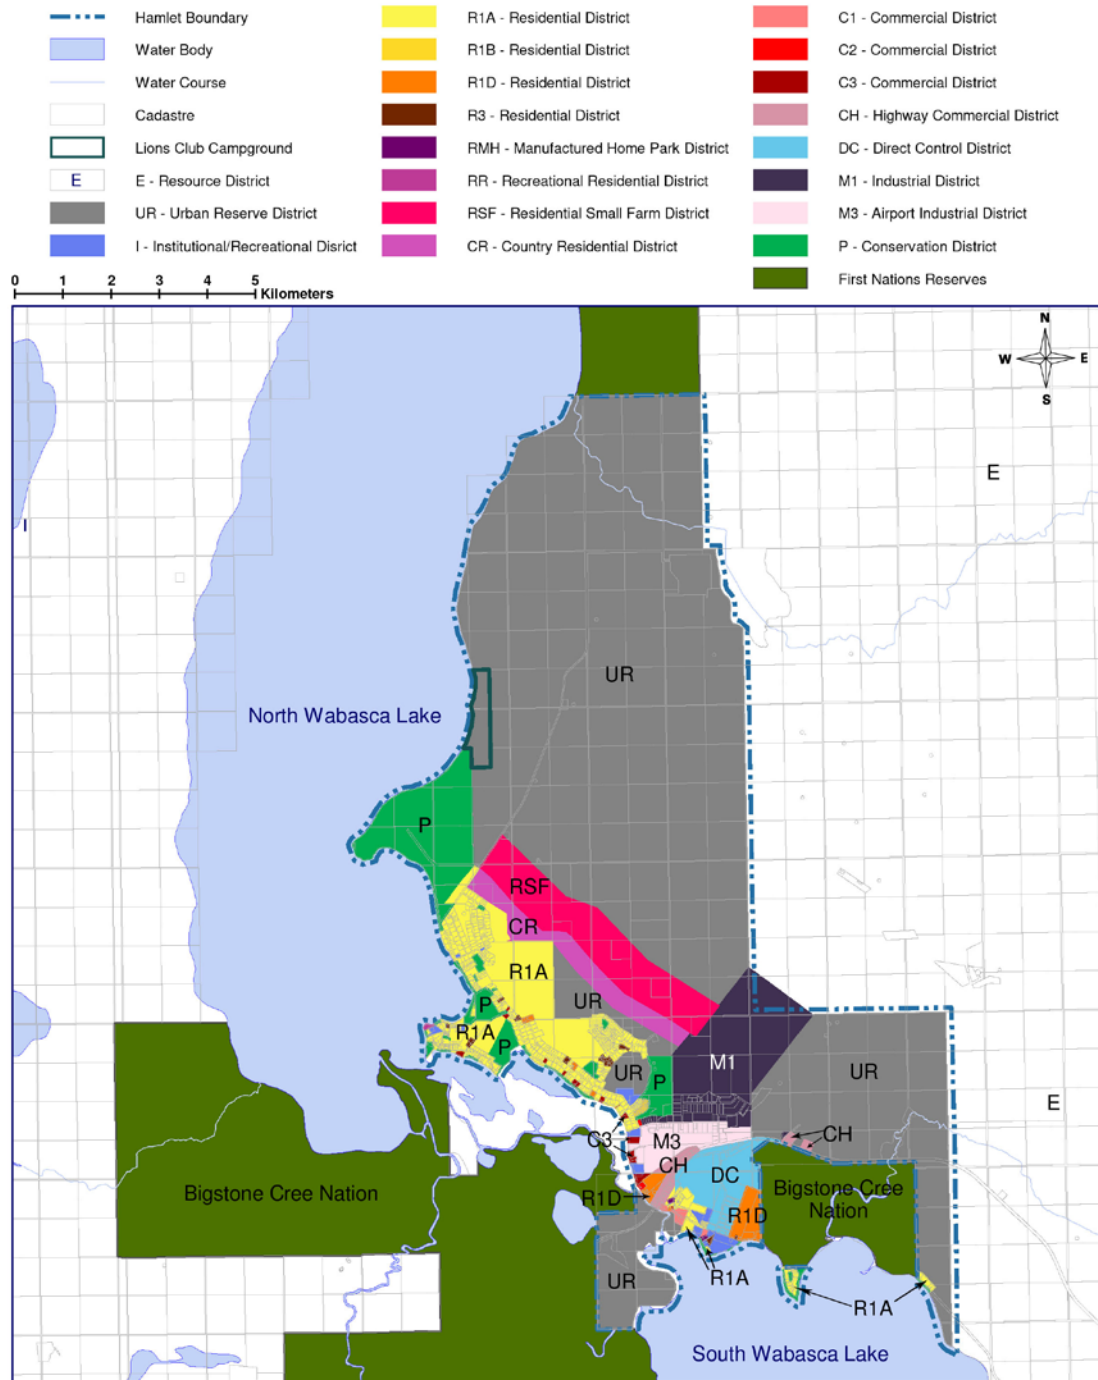 Hamlet Boundary
Water Body
Water Course
Cadastre
Lions Club Campground
E
E - Resource District
UR - Urban Reserve District
I - Institutional/Recreational Disrict
R1A - Residential District
R1B - Residential District
R1D - Residential District
R3 - Residential District
RMH - Manufactured Home Park District
RR - Recreational Residential District
RSF - Residential Small Farm District
CR - Country Residential District
C1 - Commercial District
C2 - Commercial District
C3 - Commercial District
CH - Highway Commercial District
DC - Direct Control District
M1 - Industrial District
M3 - Airport Industrial District
P - Conservation District
First Nations Reserves
0 1 2 3 4 5
Kilometers
N
W E
S
E
I
UR
North Wabasca Lake
P
RSF
CR
R1A
UR
P
R1A
P
UR
P
M1
UR
E
C3
M3
CH
CH
DC
Bigstone Cree Nation
Bigstone Cree
Nation
R1D
R1D
UR
R1A
R1A
South Wabasca Lake